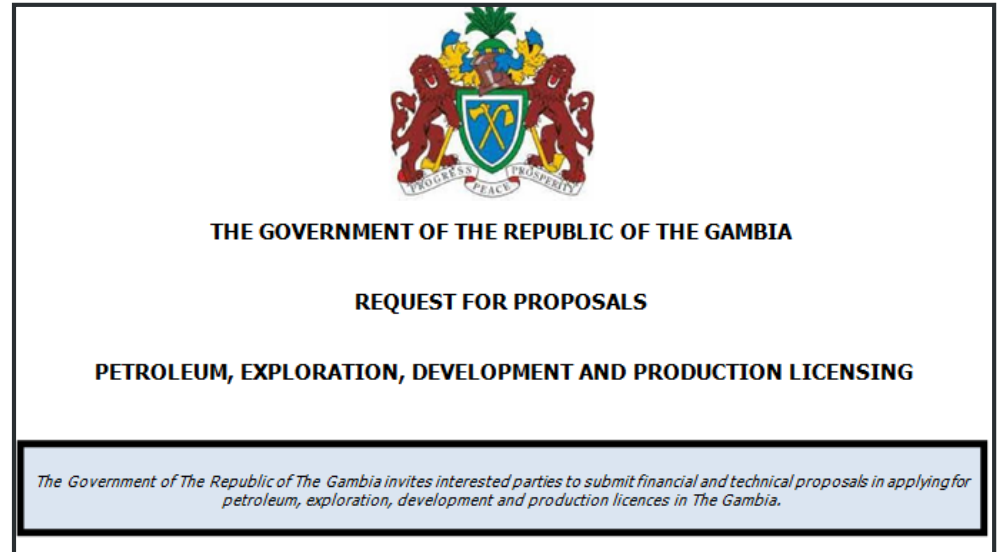 PROGRESS PEACE PROSPERITY
THE GOVERNMENT OF THE REPUBLIC OF THE GAMBIA
REQUEST FOR PROPOSALS
PETROLEUM, EXPLORATION, DEVELOPMENT AND PRODUCTION LICENSING
The Government of The Republic of The Gambia invites interested parties to submit financial and technical proposals in applying for
petroleum, exploration, development and production licences in The Gambia.